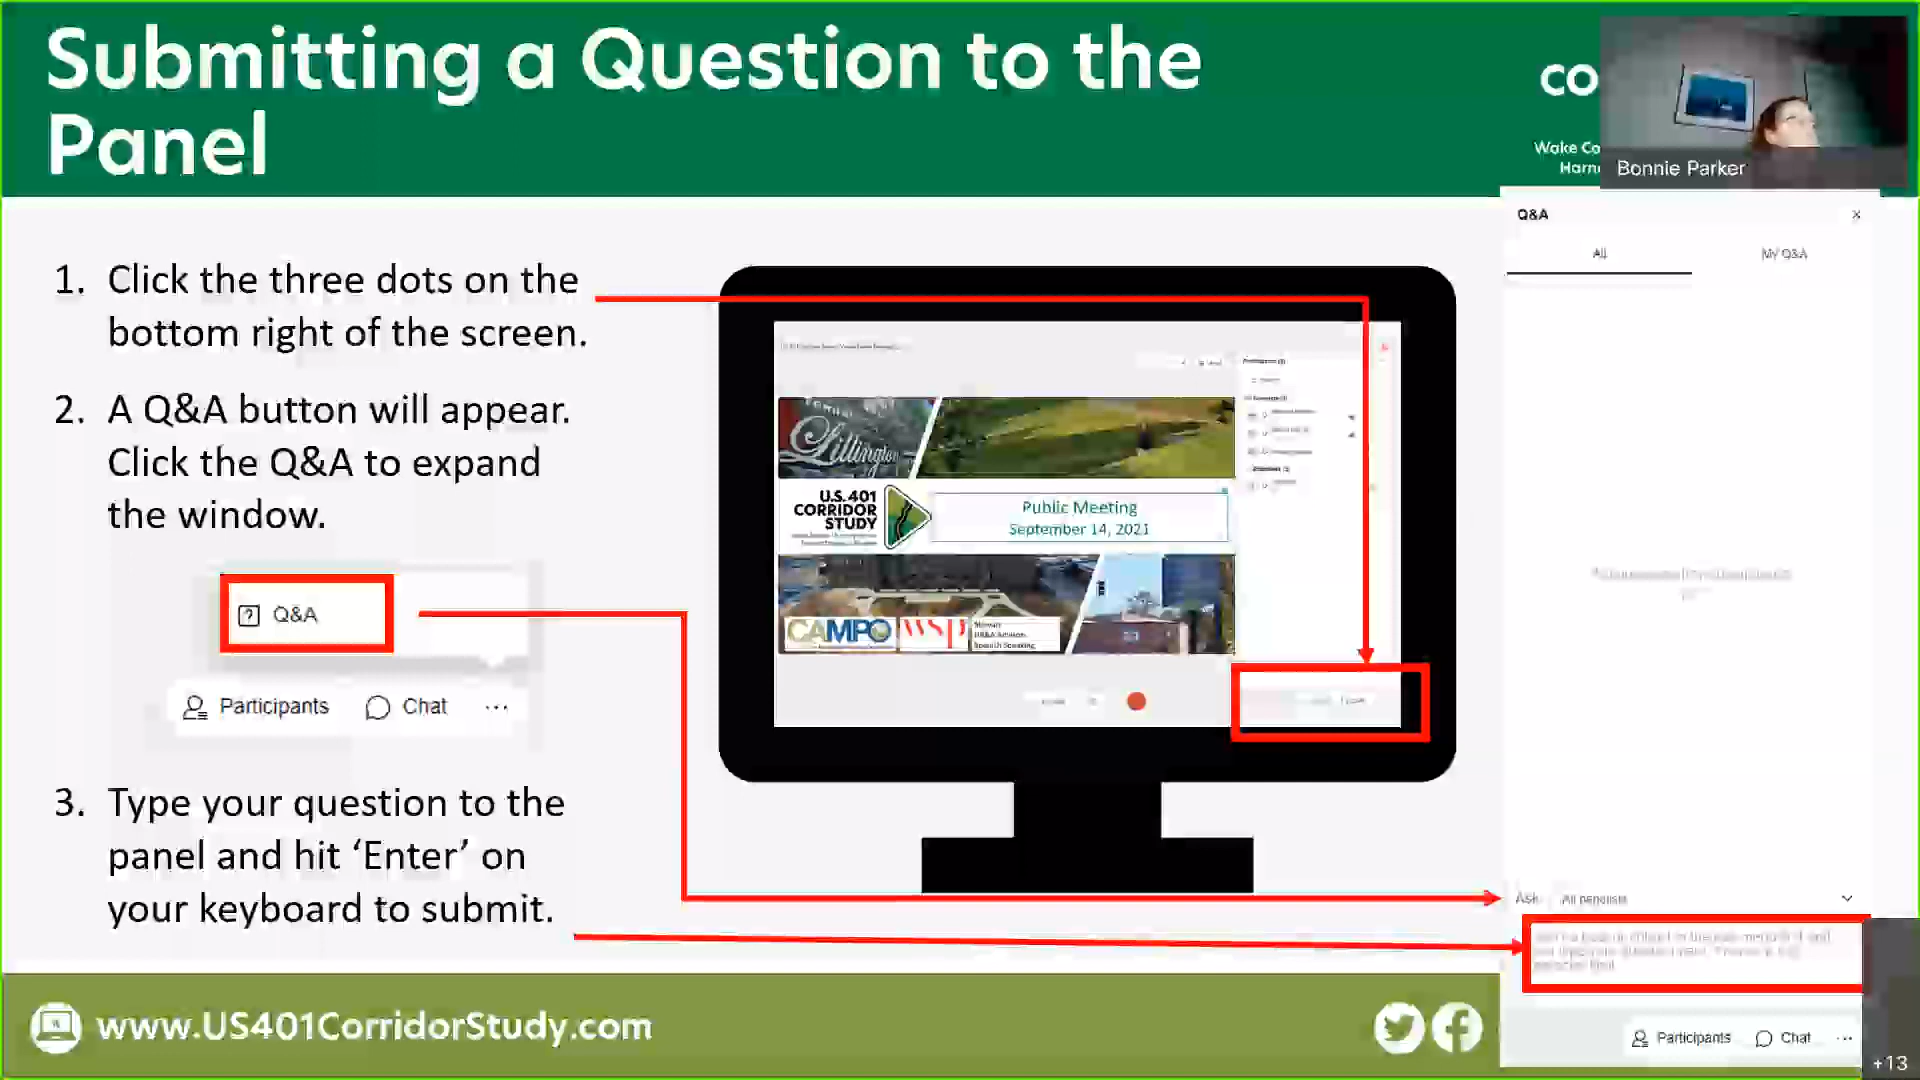 Submitting a Question to the
Panel
CO
Wake Co
Harn
Bonnie Parker
1. Click the three dots on the
bottom right of the screen.
2. A Q&A button will appear.
Click the Q&A to expand
the window.
Q&A
Participants
Chat
...
3. Type your question to the
panel and hit ‘Enter’ on
your keyboard to submit.
Lillington
U.S. 401
CORRIDOR
STUDY
Public Meeting
September 14, 2021
CAMPO
WSP
Stewart
Q&A
×
All
My Q&A
Ask
All panelists
Participants
Chat
...
www.US401CorridorStudy.com
+13